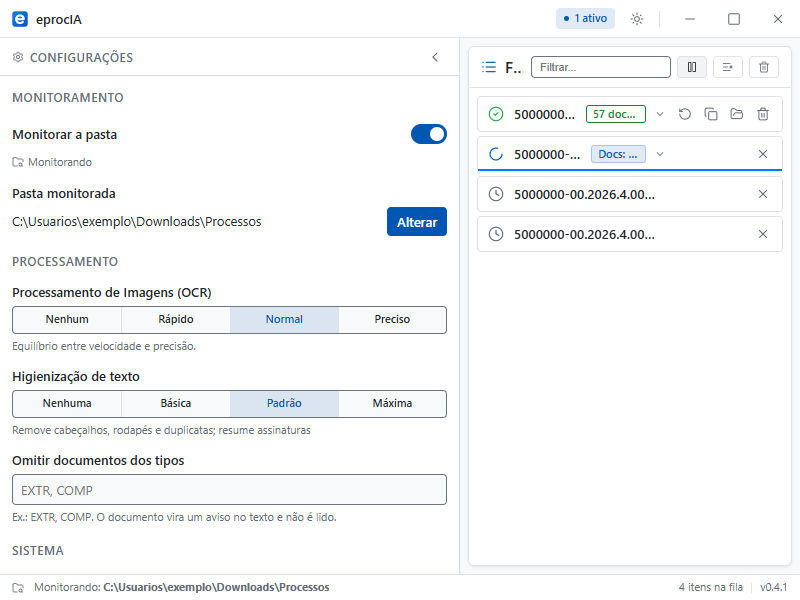 eprocIA
1 ativo
CONFIGURAÇÕES
MONITORAMENTO
Monitorar a pasta
Monitorando
Pasta monitorada
C:\Usuarios\exemplo\Downloads\Processos
Alterar
PROCESSAMENTO
Processamento de Imagens (OCR)
Nenhum Rápido Normal Preciso
Equilíbrio entre velocidade e precisão.
Higienização de texto
Nenhuma Básica Padrão Máxima
Remove cabeçalhos, rodapés e duplicatas; resume assinaturas
Omitir documentos dos tipos
EXTR, COMP
Ex.: EXTR, COMP. O documento vira um aviso no texto e não é lido.
SISTEMA
F... Filtrar...
5000000... 57 doc...
5000000-... Docs: ...
5000000-00.2026.4.00...
5000000-00.2026.4.00...
Monitorando: C:\Usuarios\exemplo\Downloads\Processos
4 itens na fila v0.4.1